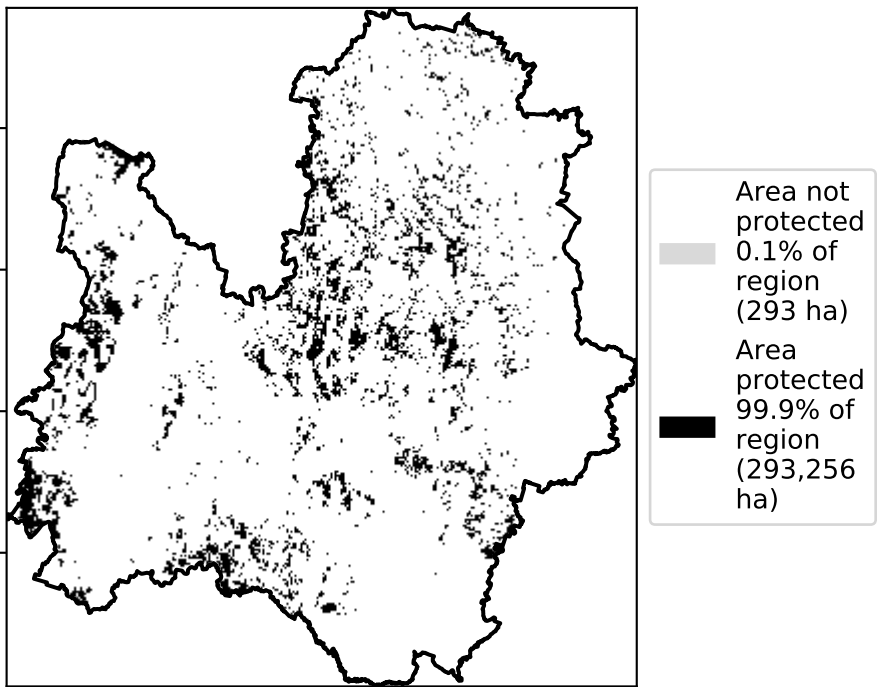 Area not
protected
0.1% of
region
(293 ha)
Area
protected
99.9% of
region
(293,256
ha)